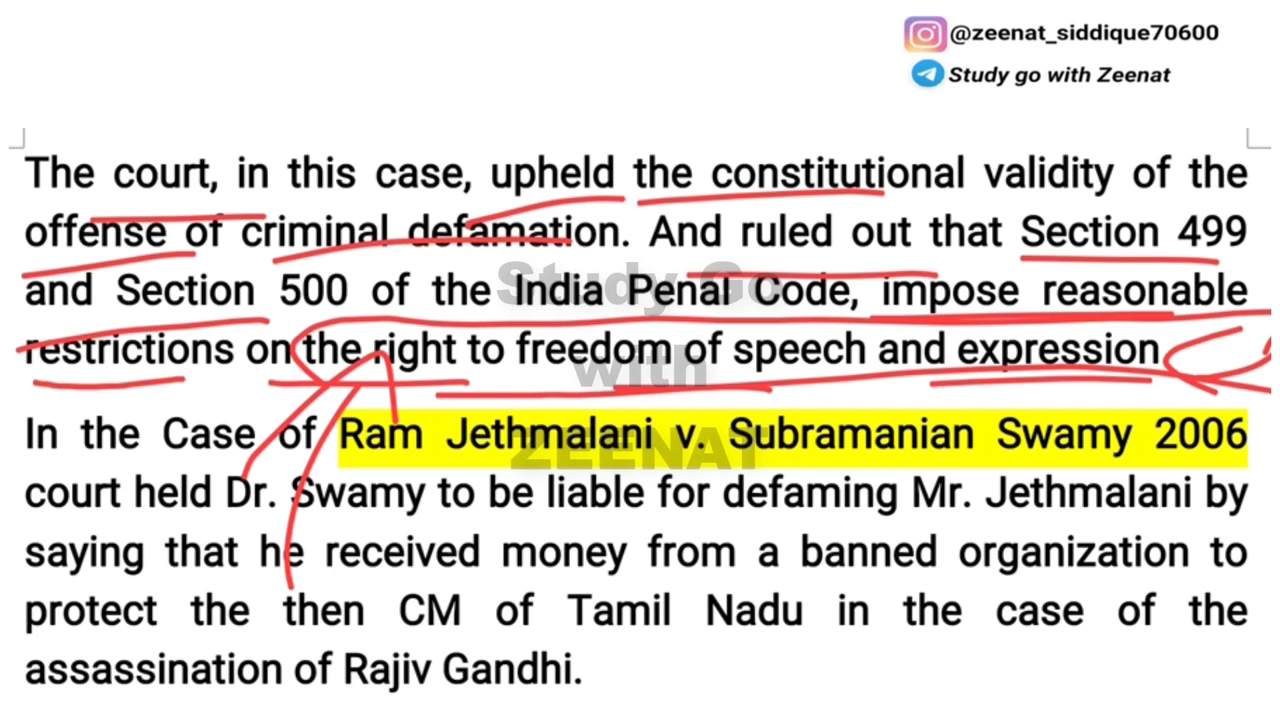 @zeenat_siddique70600
Study go with Zeenat
The court, in this case, upheld the constitutional validity of the
offense of criminal defamation. And ruled out that Section 499
and Section 500 of the India Penal Code, impose reasonable
restrictions on the right to freedom of speech and expression
In the Case of Ram Jethmalani v. Subramanian Swamy 2006
court held Dr. Swamy to be liable for defaming Mr. Jethmalani by
saying that he received money from a banned organization to
protect the then CM of Tamil Nadu in the case of the
assassination of Rajiv Gandhi.
Study Go
with
ZEENAT